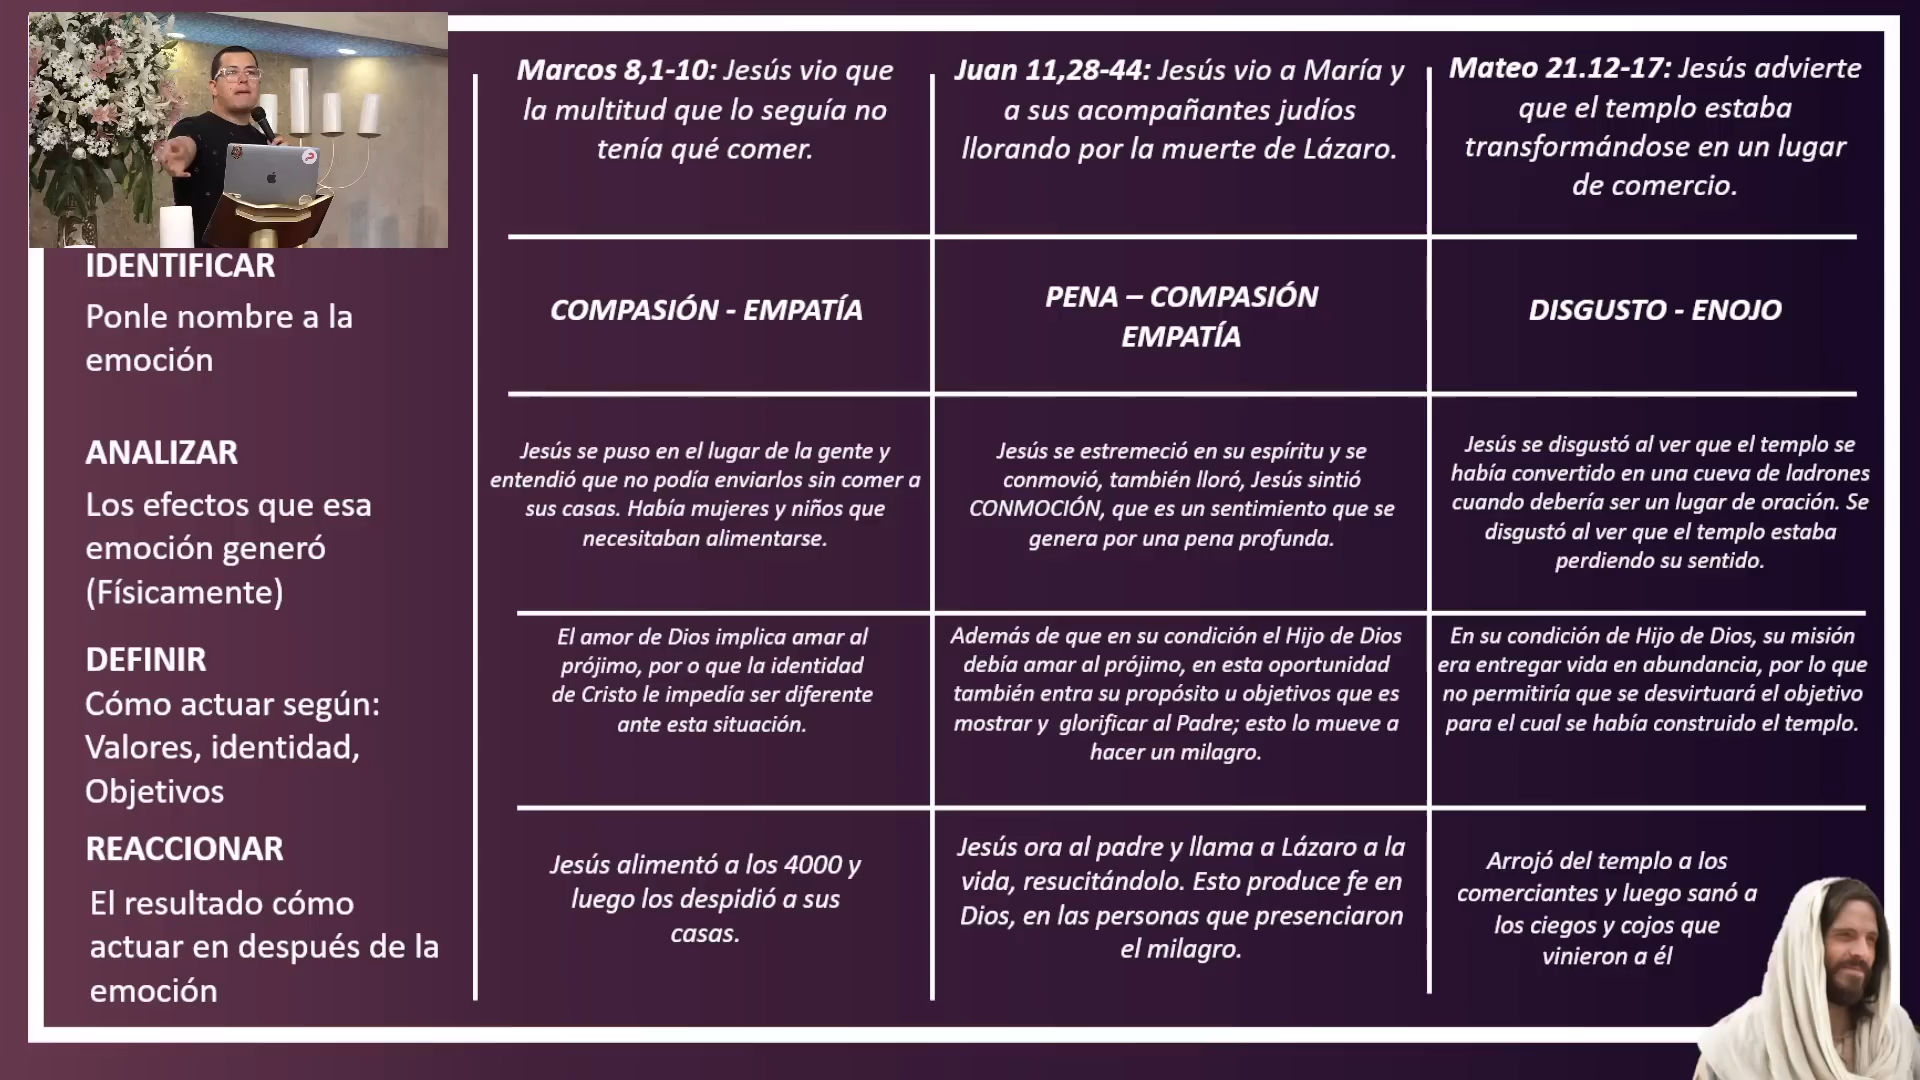 Marcos 8,1-10: Jesús vio que
la multitud que lo seguía no
tenía qué comer.
Juan 11,28-44: Jesús vio a María y
a sus acompañantes judíos
llorando por la muerte de Lázaro.
Mateo 21.12-17: Jesús advierte
que el templo estaba
transformándose en un lugar
de comercio.
IDENTIFICAR
Ponle nombre a la
emoción
COMPASIÓN - EMPATÍA
PENA – COMPASIÓN
EMPATÍA
DISGUSTO - ENOJO
ANALIZAR
Los efectos que esa
emoción generó
(Físicamente)
Jesús se puso en el lugar de la gente y
entendió que no podía enviarlos sin comer a
sus casas. Había mujeres y niños que
necesitaban alimentarse.
Jesús se estremeció en su espíritu y se
conmovió, también lloró, Jesús sintió
CONMOCIÓN, que es un sentimiento que se
genera por una pena profunda.
Jesús se disgustó al ver que el templo se
había convertido en una cueva de ladrones
cuando debería ser un lugar de oración. Se
disgustó al ver que el templo estaba
perdiendo su sentido.
DEFINIR
Cómo actuar según:
Valores, identidad,
Objetivos
El amor de Dios implica amar al
prójimo, por o que la identidad
de Cristo le impedía ser diferente
ante esta situación.
Además de que en su condición el Hijo de Dios
debía amar al prójimo, en esta oportunidad
también entra su propósito u objetivos que es
mostrar y  glorificar al Padre; esto lo mueve a
hacer un milagro.
En su condición de Hijo de Dios, su misión
era entregar vida en abundancia, por lo que
no permitiría que se desvirtuará el objetivo
para el cual se había construido el templo.
REACCIONAR
El resultado cómo
actuar en después de la
emoción
Jesús alimentó a los 4000 y
luego los despidió a sus
casas.
Jesús ora al padre y llama a Lázaro a la
vida, resucitándolo. Esto produce fe en
Dios, en las personas que presenciaron
el milagro.
Arrojó del templo a los
comerciantes y luego sanó a
los ciegos y cojos que
vinieron a él